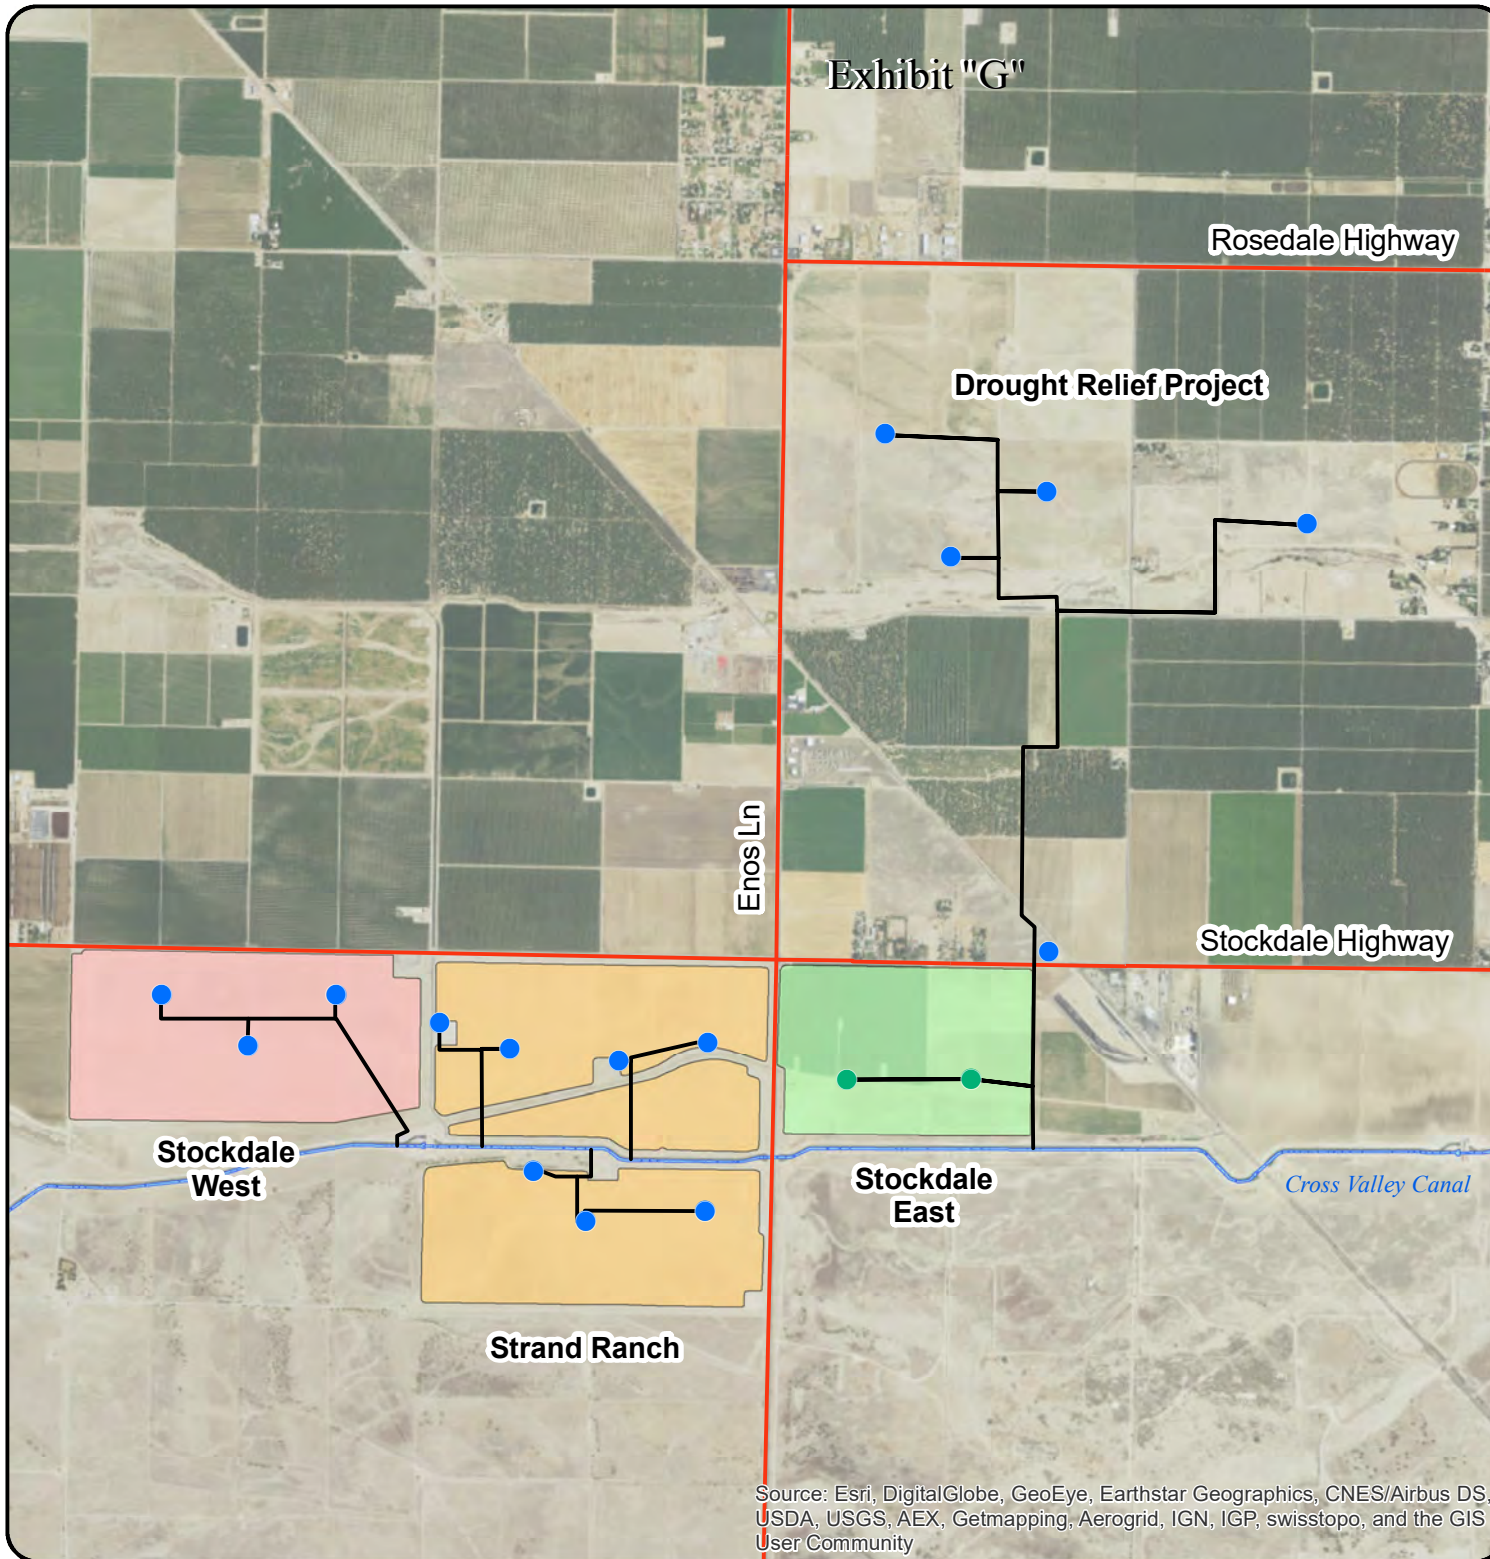 Exhibit "G"
Rosedale Highway
Drought Relief Project
Enos Ln
Stockdale Highway
Stockdale
West
Stockdale
East
Cross Valley Canal
Strand Ranch
Source: Esri, DigitalGlobe, GeoEye, Earthstar Geographics, CNES/Airbus DS,
USDA, USGS, AEX, Getmapping, Aerogrid, IGN, IGP, swisstopo, and the GIS
User Community